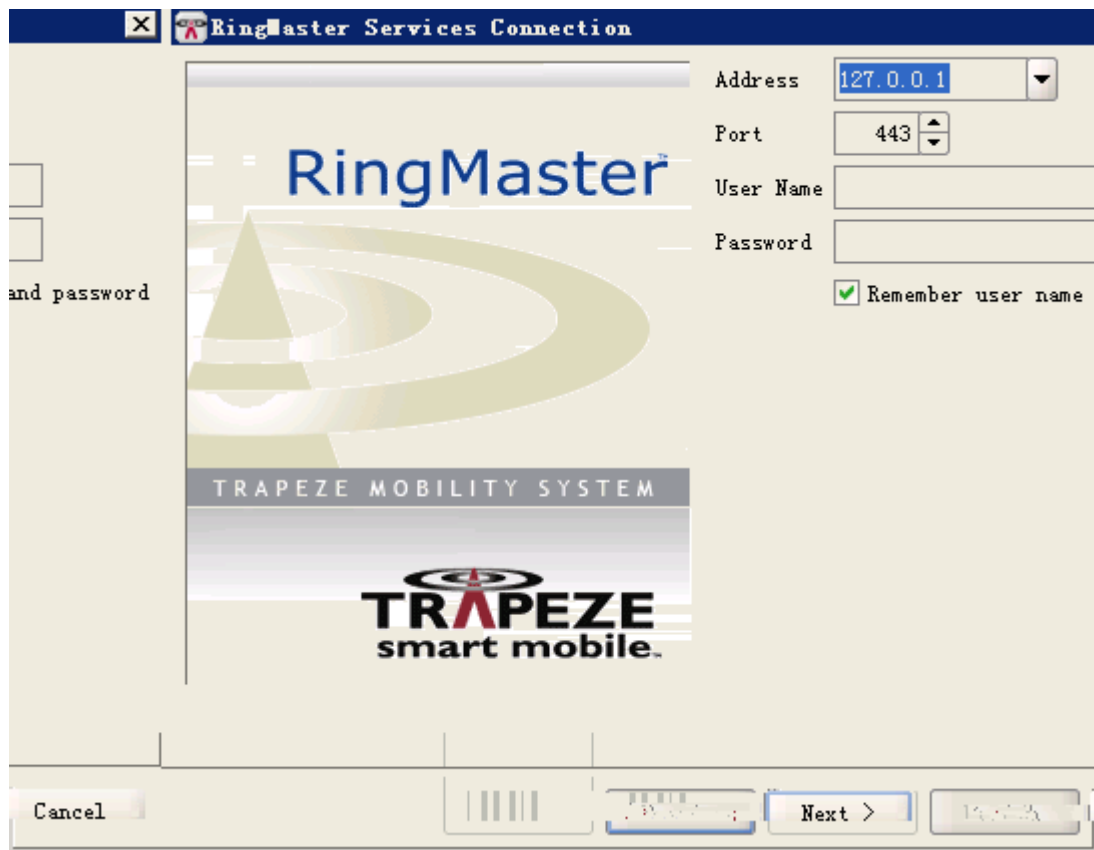 RingMaster Services Connection
RingMaster™
TRAPEZE MOBILITY SYSTEM
TRAPEZE
smart mobile.
Address 127.0.0.1
Port 443
User Name
Password
Remember user name
and password
Cancel
Next >